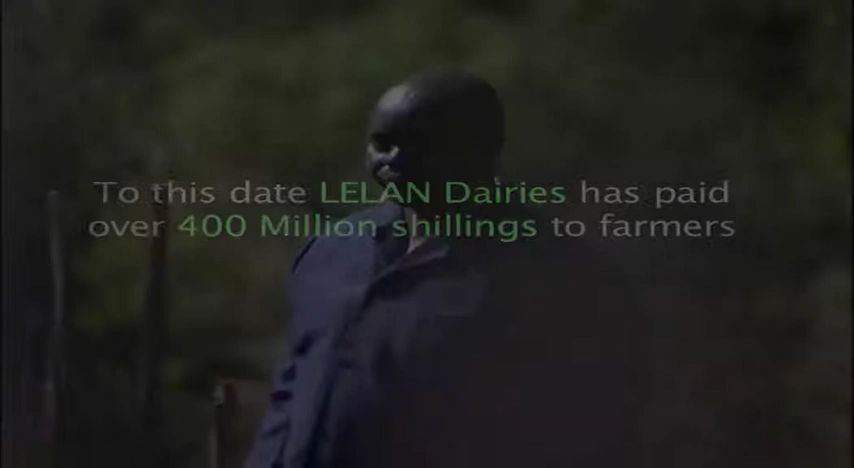 To this date LELAN Dairies has paid
over 400 Million shillings to farmers